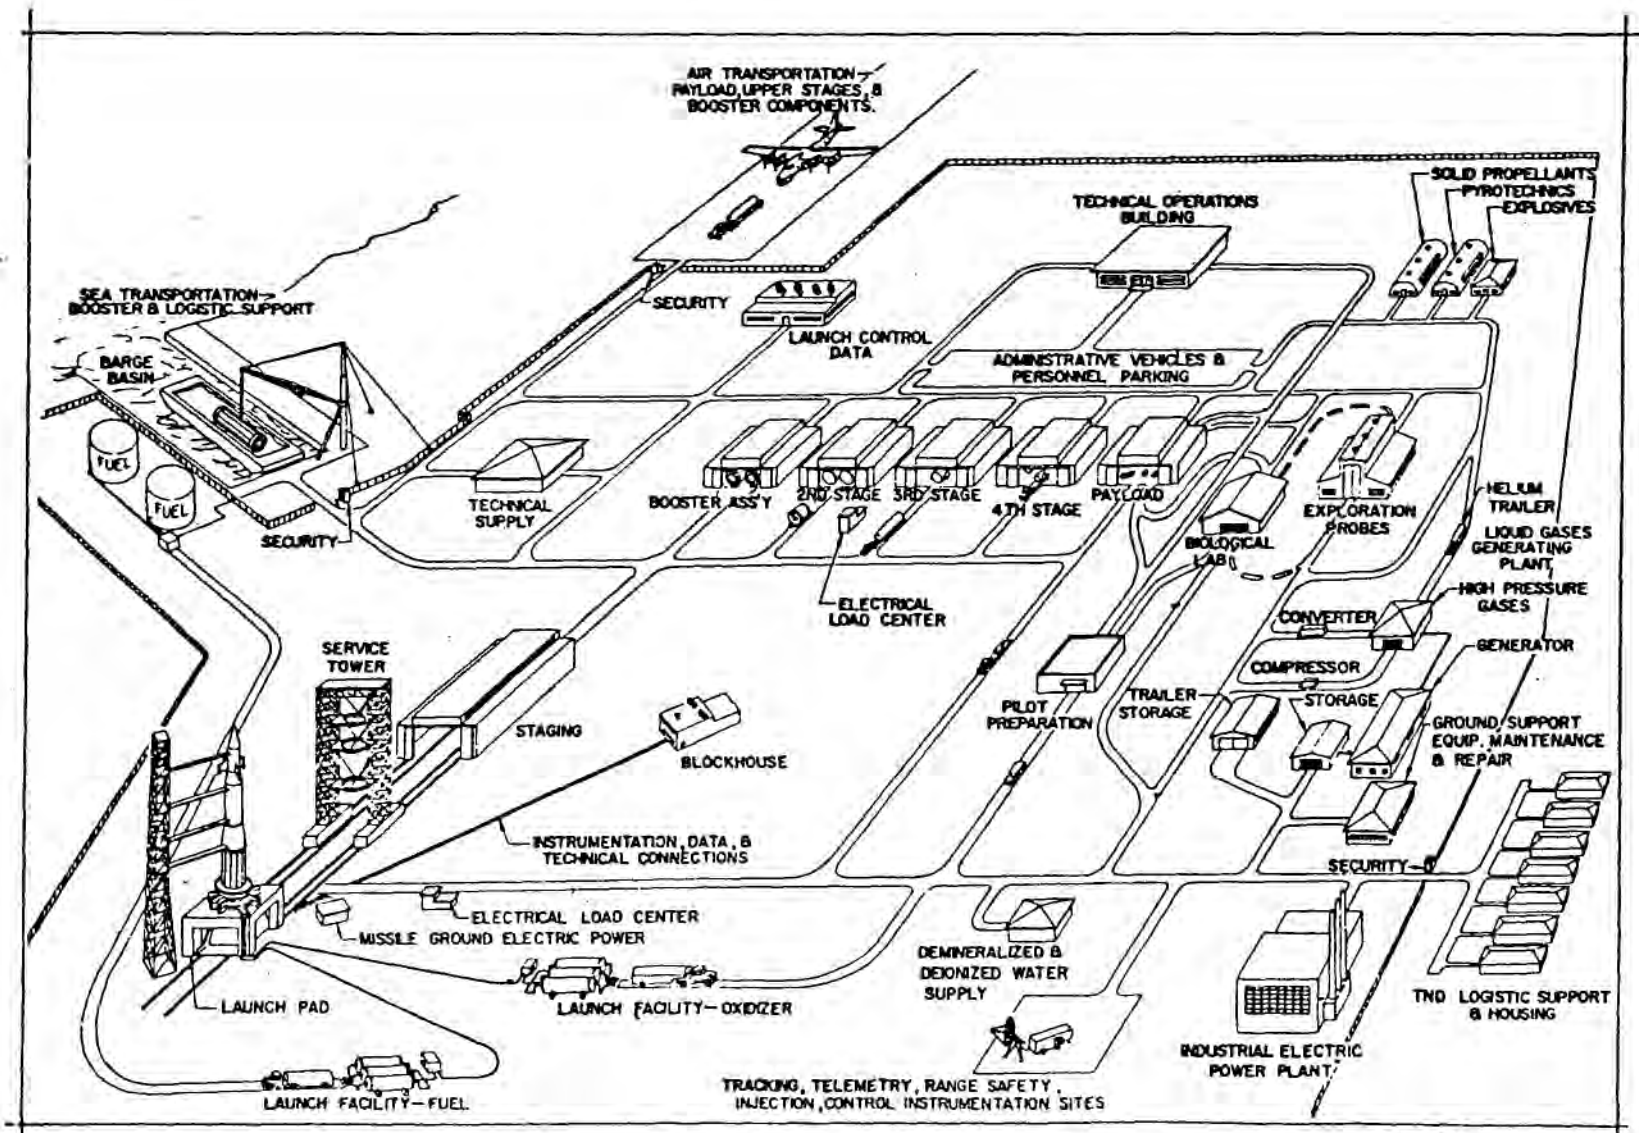 AIR TRANSPORTATION—
PAYLOAD, UPPER STAGES, &
BOOSTER COMPONENTS.
SOLID PROPELLANTS
PYROTECHNICS
EXPLOSIVES
TECHNICAL OPERATIONS
BUILDING
SEA TRANSPORTATION—
BOOSTER & LOGISTIC SUPPORT
SECURITY
LAUNCH CONTROL
DATA
BARGE
BASIN
ADMINISTRATIVE VEHICLES &
PERSONNEL PARKING
FUEL
FUEL
TECHNICAL
SUPPLY
BOOSTER ASS'Y
2ND STAGE
3RD STAGE
4TH STAGE
PAYLOAD
EXPLORATION
PROBES
HELIUM
TRAILER
SECURITY
BIOLOGICAL
LAB
LIQUID GASES
GENERATING
PLANT
HIGH PRESSURE
GASES
ELECTRICAL
LOAD CENTER
CONVERTER
GENERATOR
SERVICE
TOWER
COMPRESSOR
STAGING
PILOT
PREPARATION
TRAILER
STORAGE
STORAGE
GROUND SUPPORT
EQUIP. MAINTENANCE
& REPAIR
BLOCKHOUSE
INSTRUMENTATION, DATA, &
TECHNICAL CONNECTIONS
SECURITY
ELECTRICAL LOAD CENTER
MISSILE GROUND ELECTRIC POWER
DEMINERALIZED &
DEIONIZED WATER
SUPPLY
LAUNCH PAD
LAUNCH FACILITY—OXIDIZER
TNO LOGISTIC SUPPORT
& HOUSING
INDUSTRIAL ELECTRIC
POWER PLANT
LAUNCH FACILITY—FUEL
TRACKING, TELEMETRY, RANGE SAFETY,
INJECTION, CONTROL INSTRUMENTATION SITES